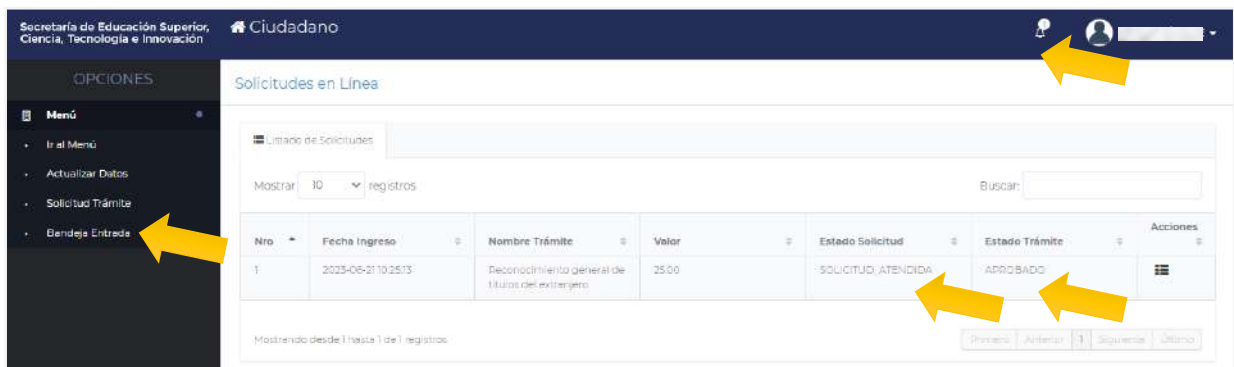 Secretaría de Educación Superior,
Ciencia, Tecnología e Innovación
Ciudadano
OPCIONES
Menú
Ir al Menú
Actualizar Datos
Solicitud Trámite
Bandeja Entrada
Solicitudes en Línea
Listado de Solicitudes
Mostrar 10 registros
Buscar:
Nro Fecha Ingreso Nombre Trámite Valor Estado Solicitud Estado Trámite Acciones
1 2023-06-21 10:25:13 Reconocimiento general de 25.00 SOLICITUD_ATENDIDA APROBADO
títulos del extranjero
Mostrando desde 1 hasta 1 de 1 registros
Primero Anterior 1 Siguiente Último